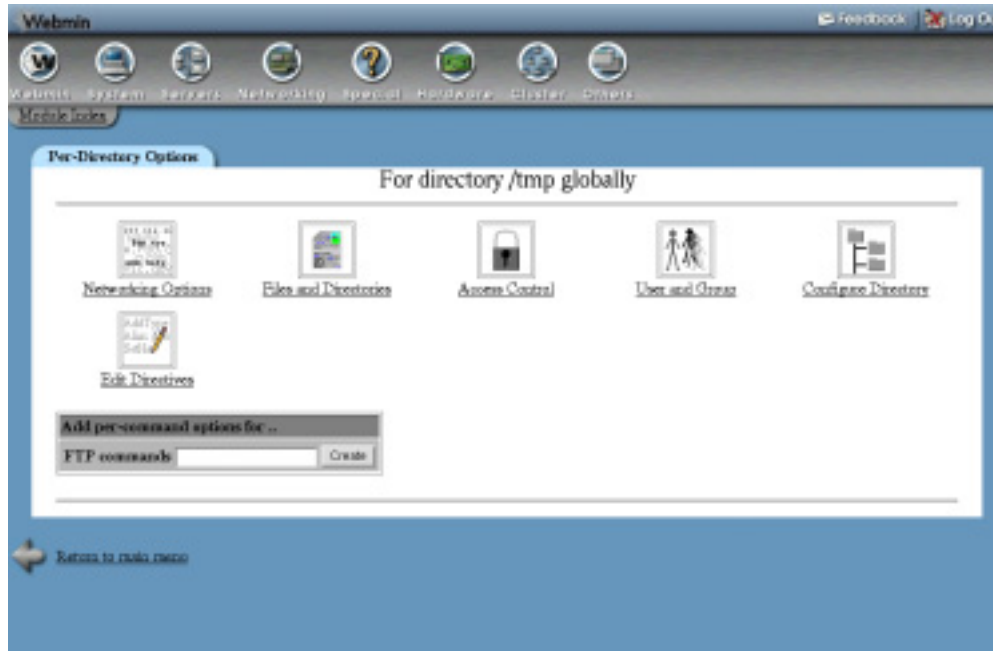 Webmin
Feedback
Log Ou
Webmin System Servers Networking Special Hardware Cluster Others
Module Index
Per-Directory Options
For directory /tmp globally
Networking Options
Files and Directories
Access Control
User and Group
Configure Directory
Edit Directives
Add per-command options for ..
FTP commands
Create
Return to main menu